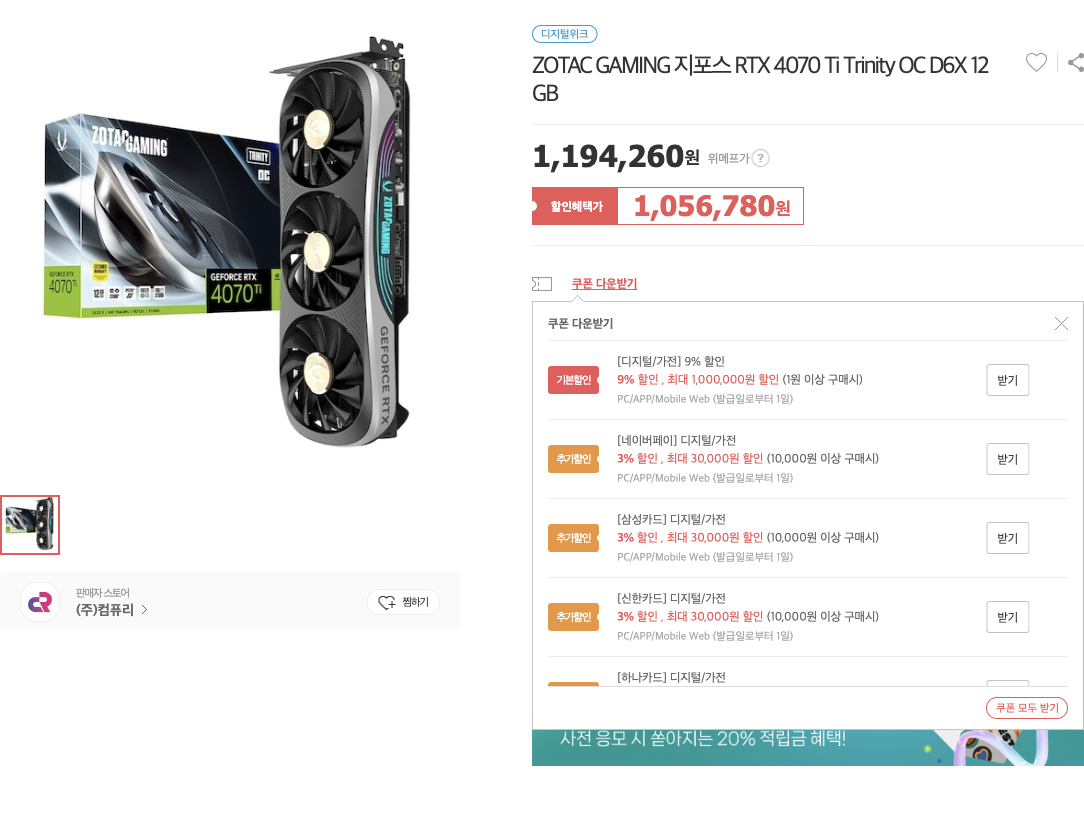 디지털위크
ZOTAC GAMING 지포스 RTX 4070 Ti Trinity OC D6X 12
GB
1,194,260원 위메프가 ?
할인혜택가 1,056,780원
쿠폰 다운받기
쿠폰 다운받기
[디지털/가전] 9% 할인
기본할인 9% 할인 , 최대 1,000,000원 할인 (1원 이상 구매시) 받기
PC/APP/Mobile Web (발급일로부터 1일)
[네이버페이] 디지털/가전
추가할인 3% 할인 , 최대 30,000원 할인 (10,000원 이상 구매시) 받기
PC/APP/Mobile Web (발급일로부터 1일)
[삼성카드] 디지털/가전
추가할인 3% 할인 , 최대 30,000원 할인 (10,000원 이상 구매시) 받기
PC/APP/Mobile Web (발급일로부터 1일)
[신한카드] 디지털/가전
추가할인 3% 할인 , 최대 30,000원 할인 (10,000원 이상 구매시) 받기
PC/APP/Mobile Web (발급일로부터 1일)
[하나카드] 디지털/가전
쿠폰 모두 받기
사전 응모 시 쏟아지는 20% 적립금 혜택!
ZOTAC GAMING
TRINITY
OC
GEFORCE RTX
4070Ti
GEFORCE RTX
4070Ti
ZOTAC GAMING
GEFORCE RTX
판매자 스토어
(주)컴퓨리
찜하기